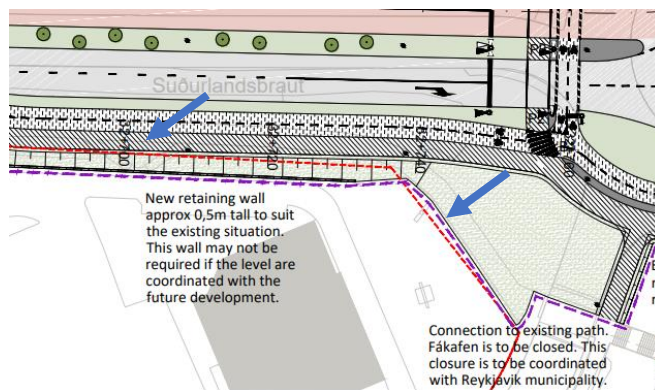 Suðurlandsbraut
New retaining wall
approx 0,5m tall to suit
the existing situation.
This wall may not be
required if the level are
coordinated with the
future development.
Connection to existing path.
Fákafen is to be closed. This
closure is to be coordinated
with Reykjavik municipality.